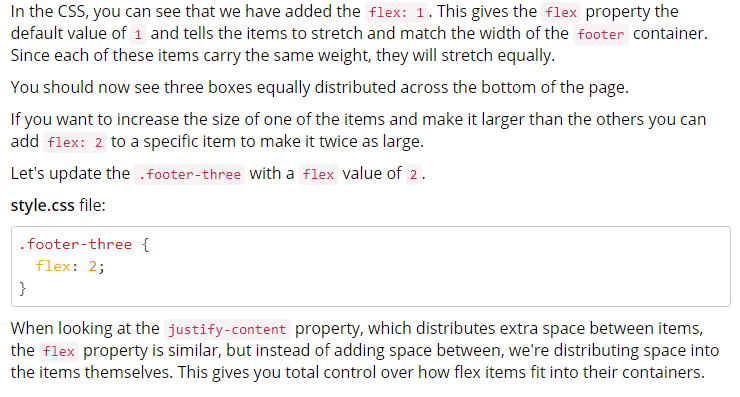 In the CSS, you can see that we have added the flex: 1. This gives the flex property the
default value of 1 and tells the items to stretch and match the width of the footer container.
Since each of these items carry the same weight, they will stretch equally.
You should now see three boxes equally distributed across the bottom of the page.
If you want to increase the size of one of the items and make it larger than the others you can
add flex: 2 to a specific item to make it twice as large.
Let's update the .footer-three with a flex value of 2.
style.css file:
.footer-three {
  flex: 2;
}
When looking at the justify-content property, which distributes extra space between items,
the flex property is similar, but instead of adding space between, we're distributing space into
the items themselves. This gives you total control over how flex items fit into their containers.